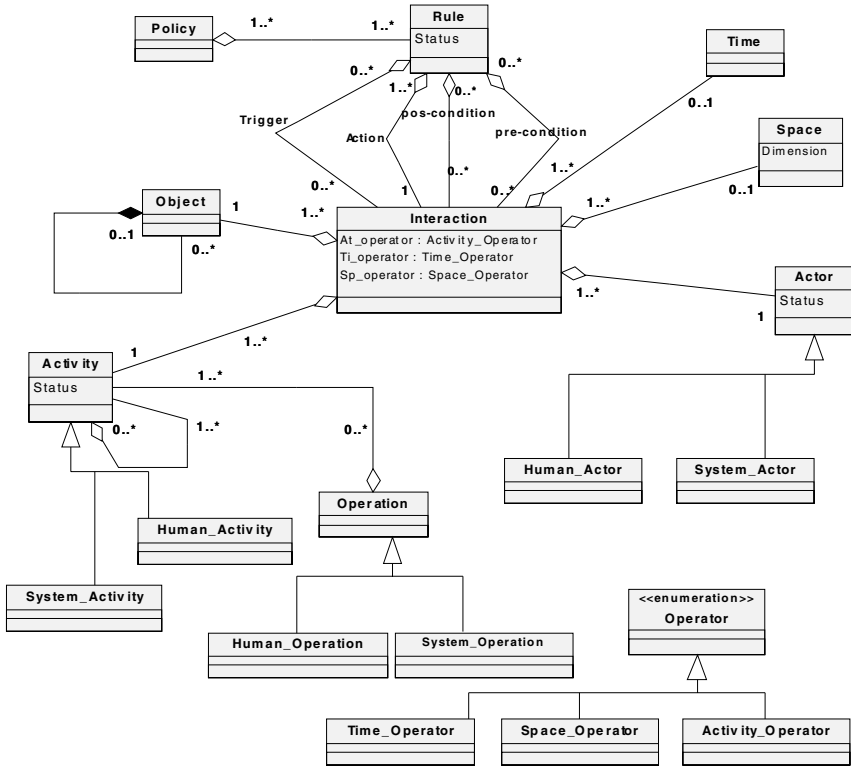 Policy
1..*
1..*
Rule
Status
Time
0..1
Space
Dimension
0..1
0..*
1..*
0..*
0..*
Trigger
Action
pos-condition
pre-condition
0..*
1
0..*
0..*
1..*
1..*
Object
0..1
0..*
1
1..*
Interaction
At_operator : Activity_Operator
Ti_operator : Time_Operator
Sp_operator : Space_Operator
1..*
1
Actor
Status
1
1..*
Activity
Status
0..*
1..*
1..*
0..*
Human_Actor
System_Actor
Operation
Human_Activity
System_Activity
Human_Operation
System_Operation
<<enumeration>>
Operator
Time_Operator
Space_Operator
Activity_Operator